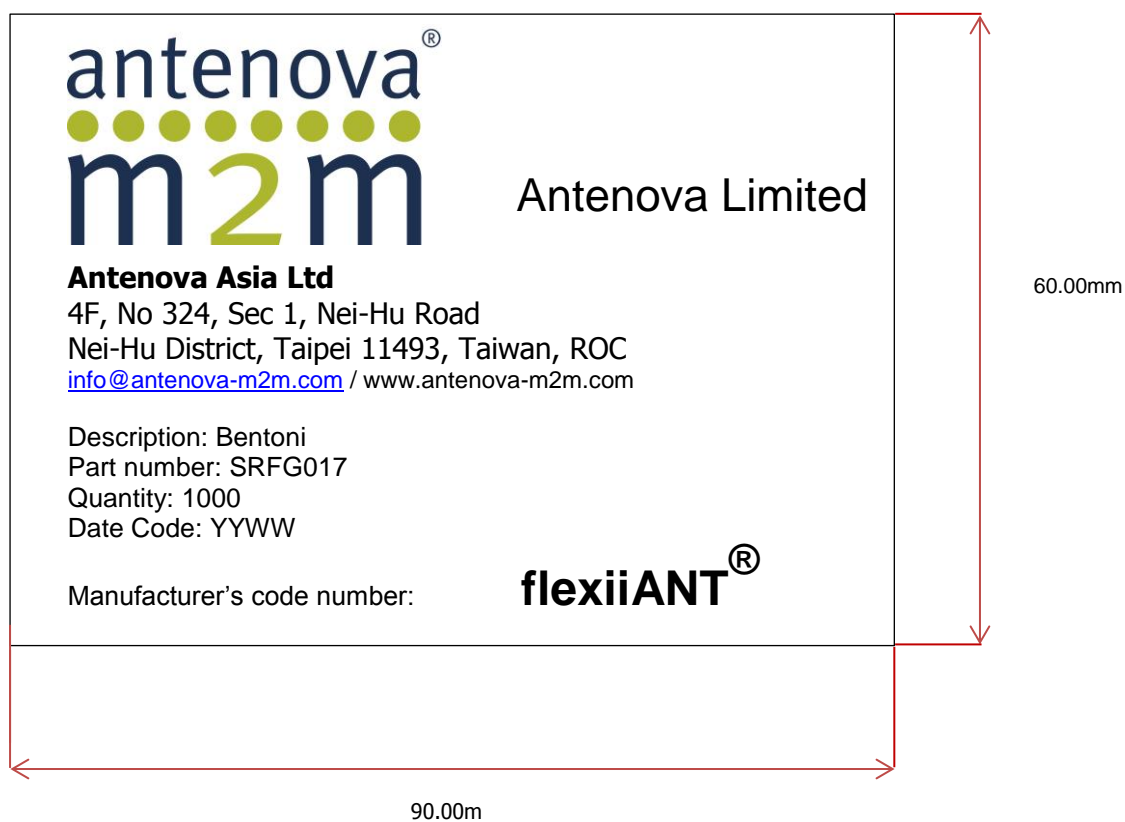 antenova®
m2m
Antenova Limited
Antenova Asia Ltd
4F, No 324, Sec 1, Nei-Hu Road
Nei-Hu District, Taipei 11493, Taiwan, ROC
info@antenova-m2m.com / www.antenova-m2m.com
Description: Bentoni
Part number: SRFG017
Quantity: 1000
Date Code: YYWW
Manufacturer’s code number:
flexiiANT®
60.00mm
90.00m